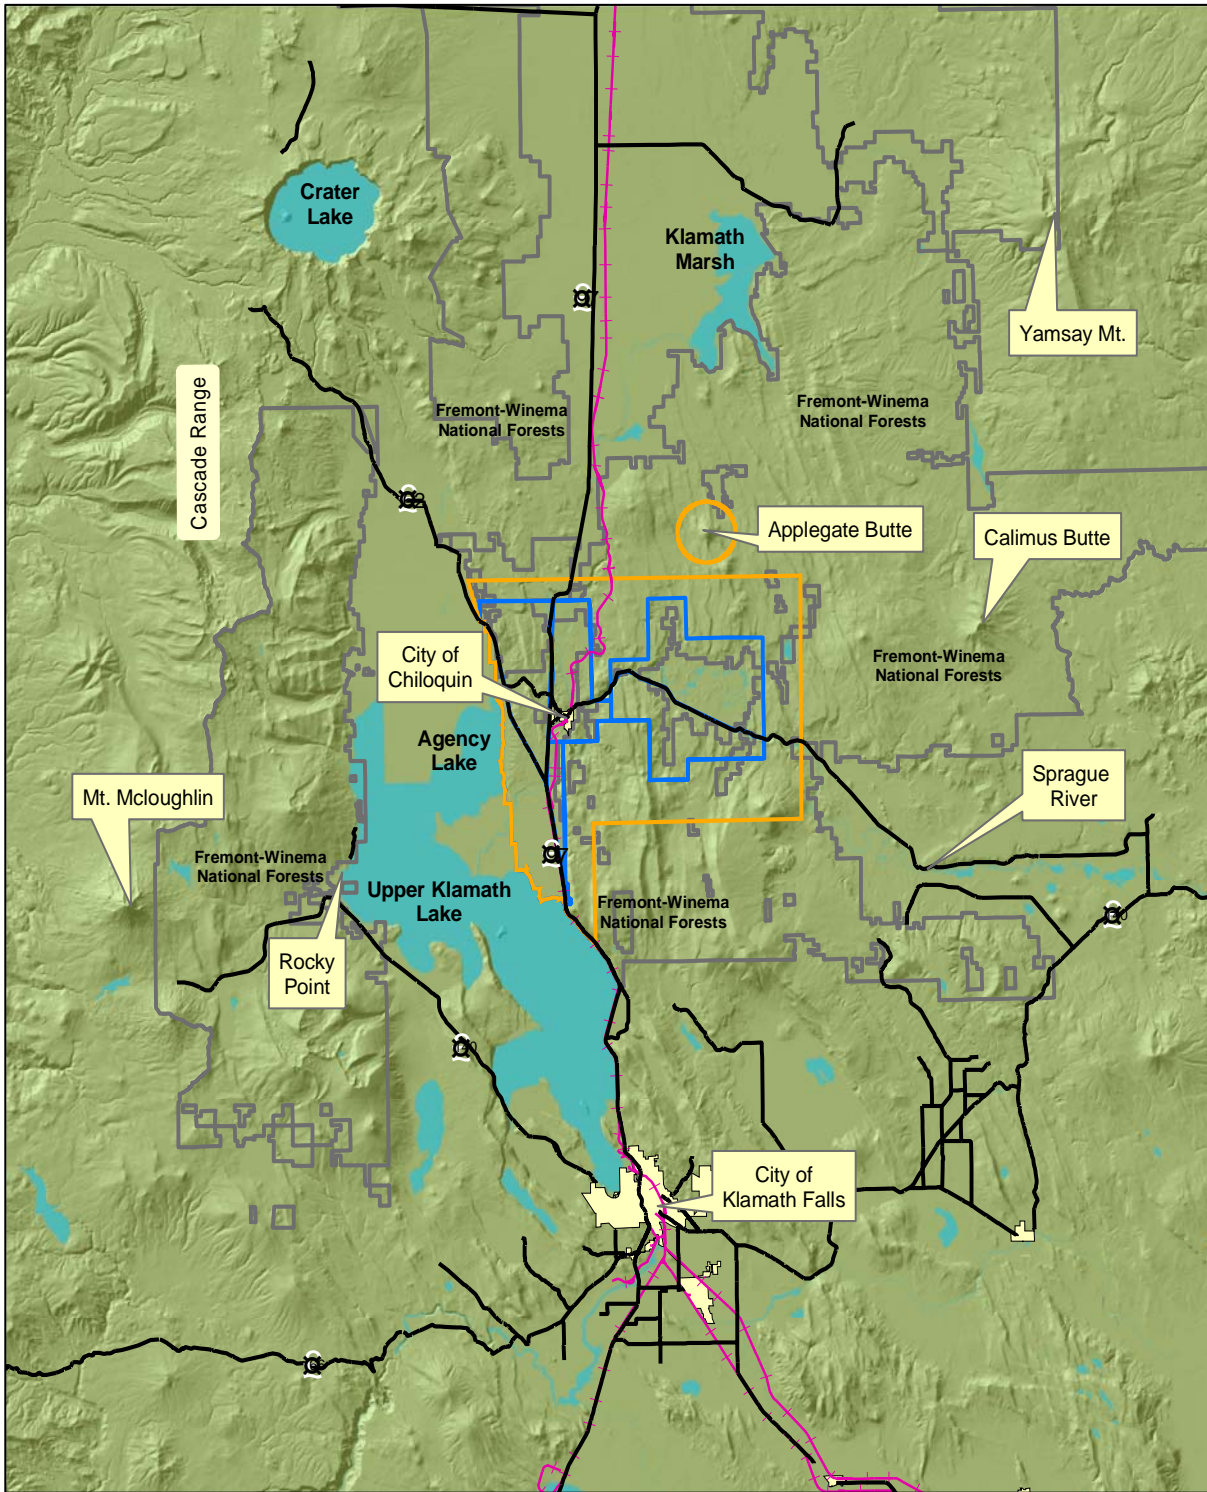 Crater
Lake
Klamath
Marsh
Yamsay Mt.
Cascade Range
Fremont-Winema
National Forests
Fremont-Winema
National Forests
Applegate Butte
Calimus Butte
City of
Chiloquin
Fremont-Winema
National Forests
Agency
Lake
Sprague
River
Mt. Mcloughlin
Fremont-Winema
National Forests
Upper Klamath
Lake
Fremont-Winema
National Forests
Rocky
Point
City of
Klamath Falls